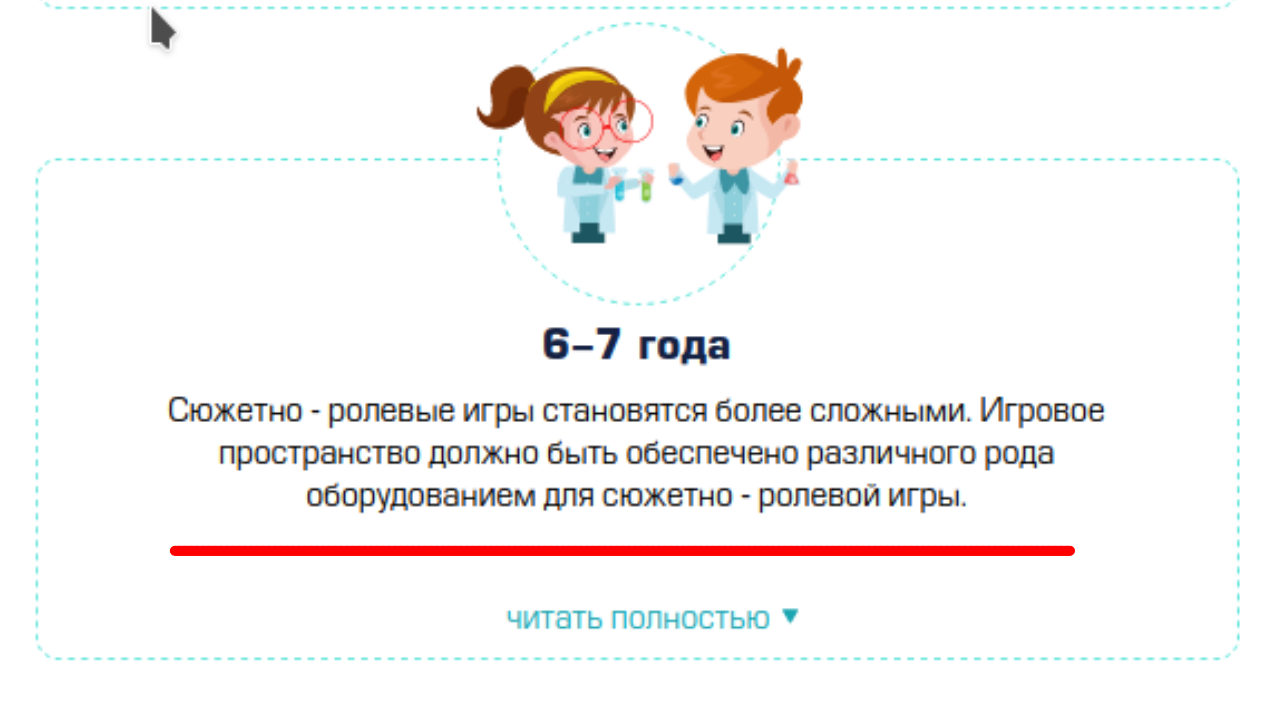 6–7 года
Сюжетно - ролевые игры становятся более сложными. Игровое
пространство должно быть обеспечено различного рода
оборудованием для сюжетно - ролевой игры.
читать полностью ▼